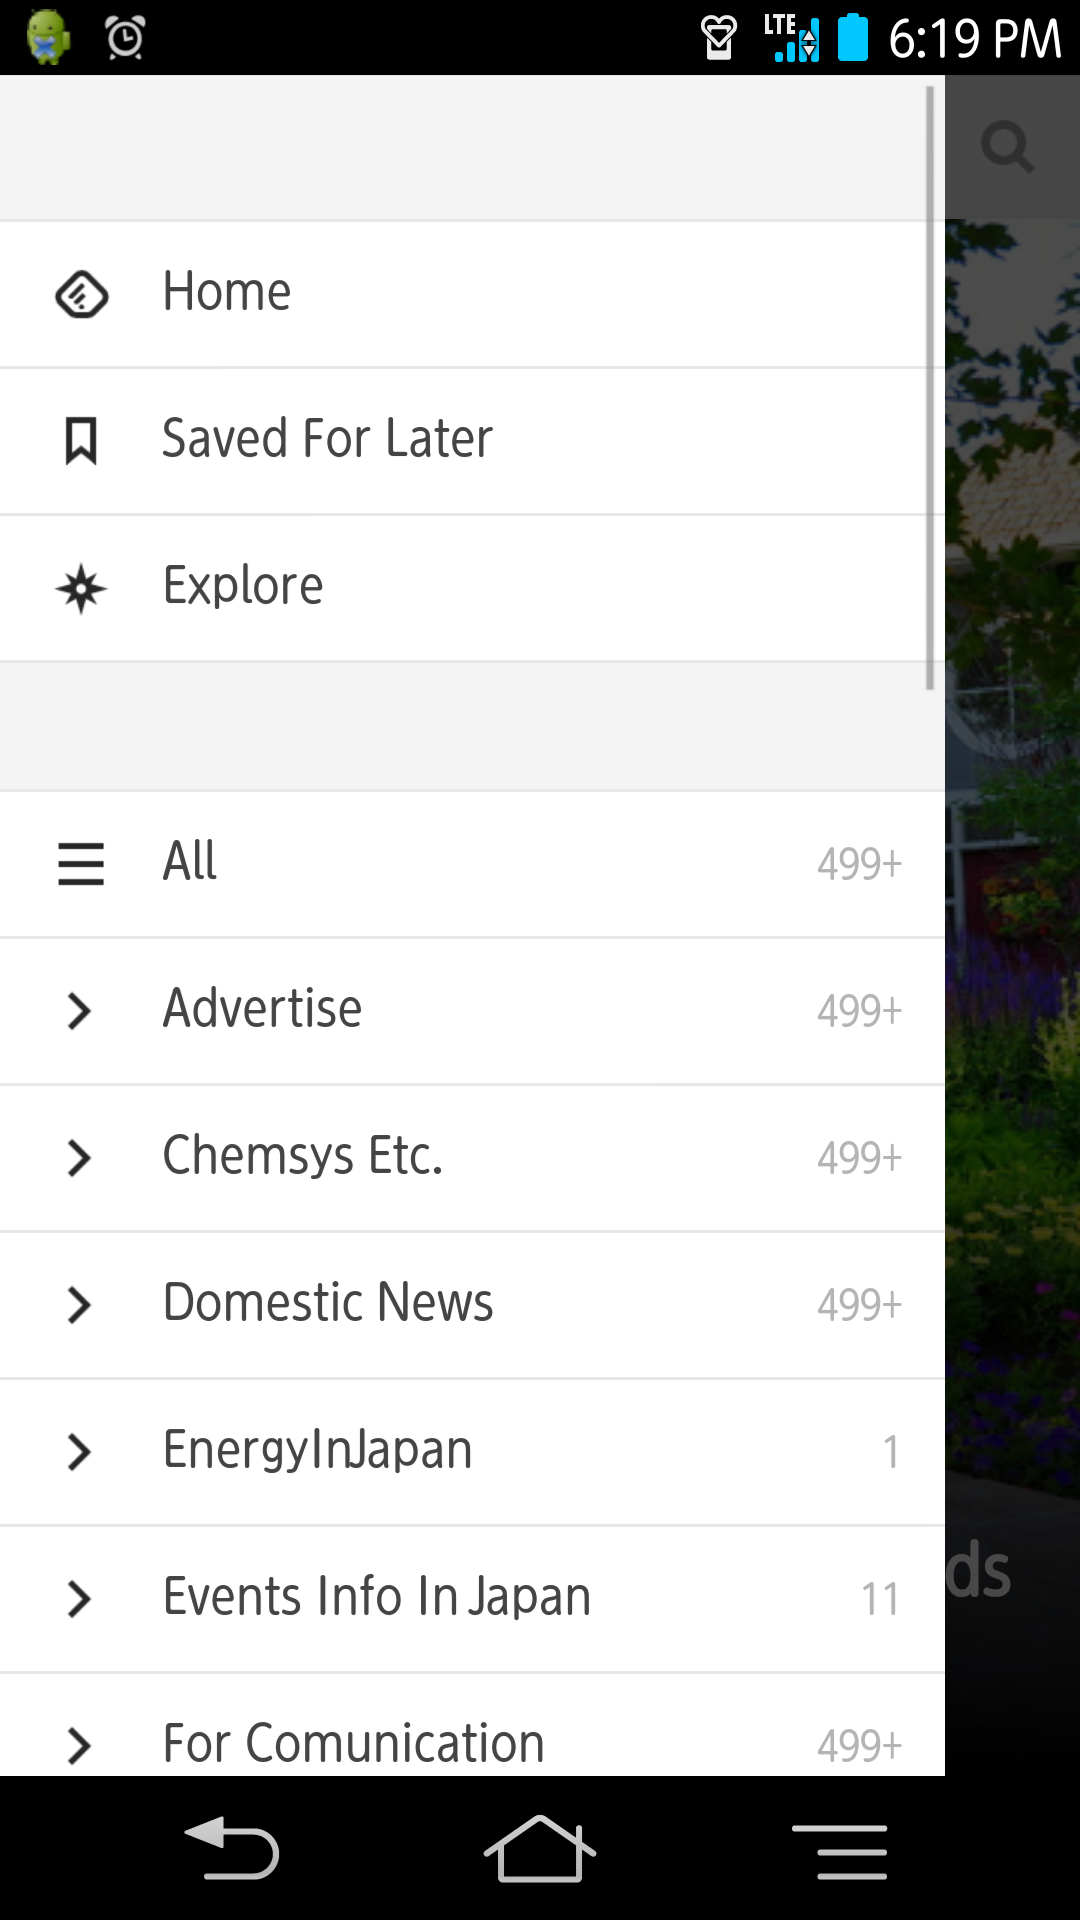 LTE 6:19 PM
Home
Saved For Later
Explore
All 499+
Advertise 499+
Chemsys Etc. 499+
Domestic News 499+
EnergyInJapan 1
Events Info In Japan 11
ds
For Comunication 499+